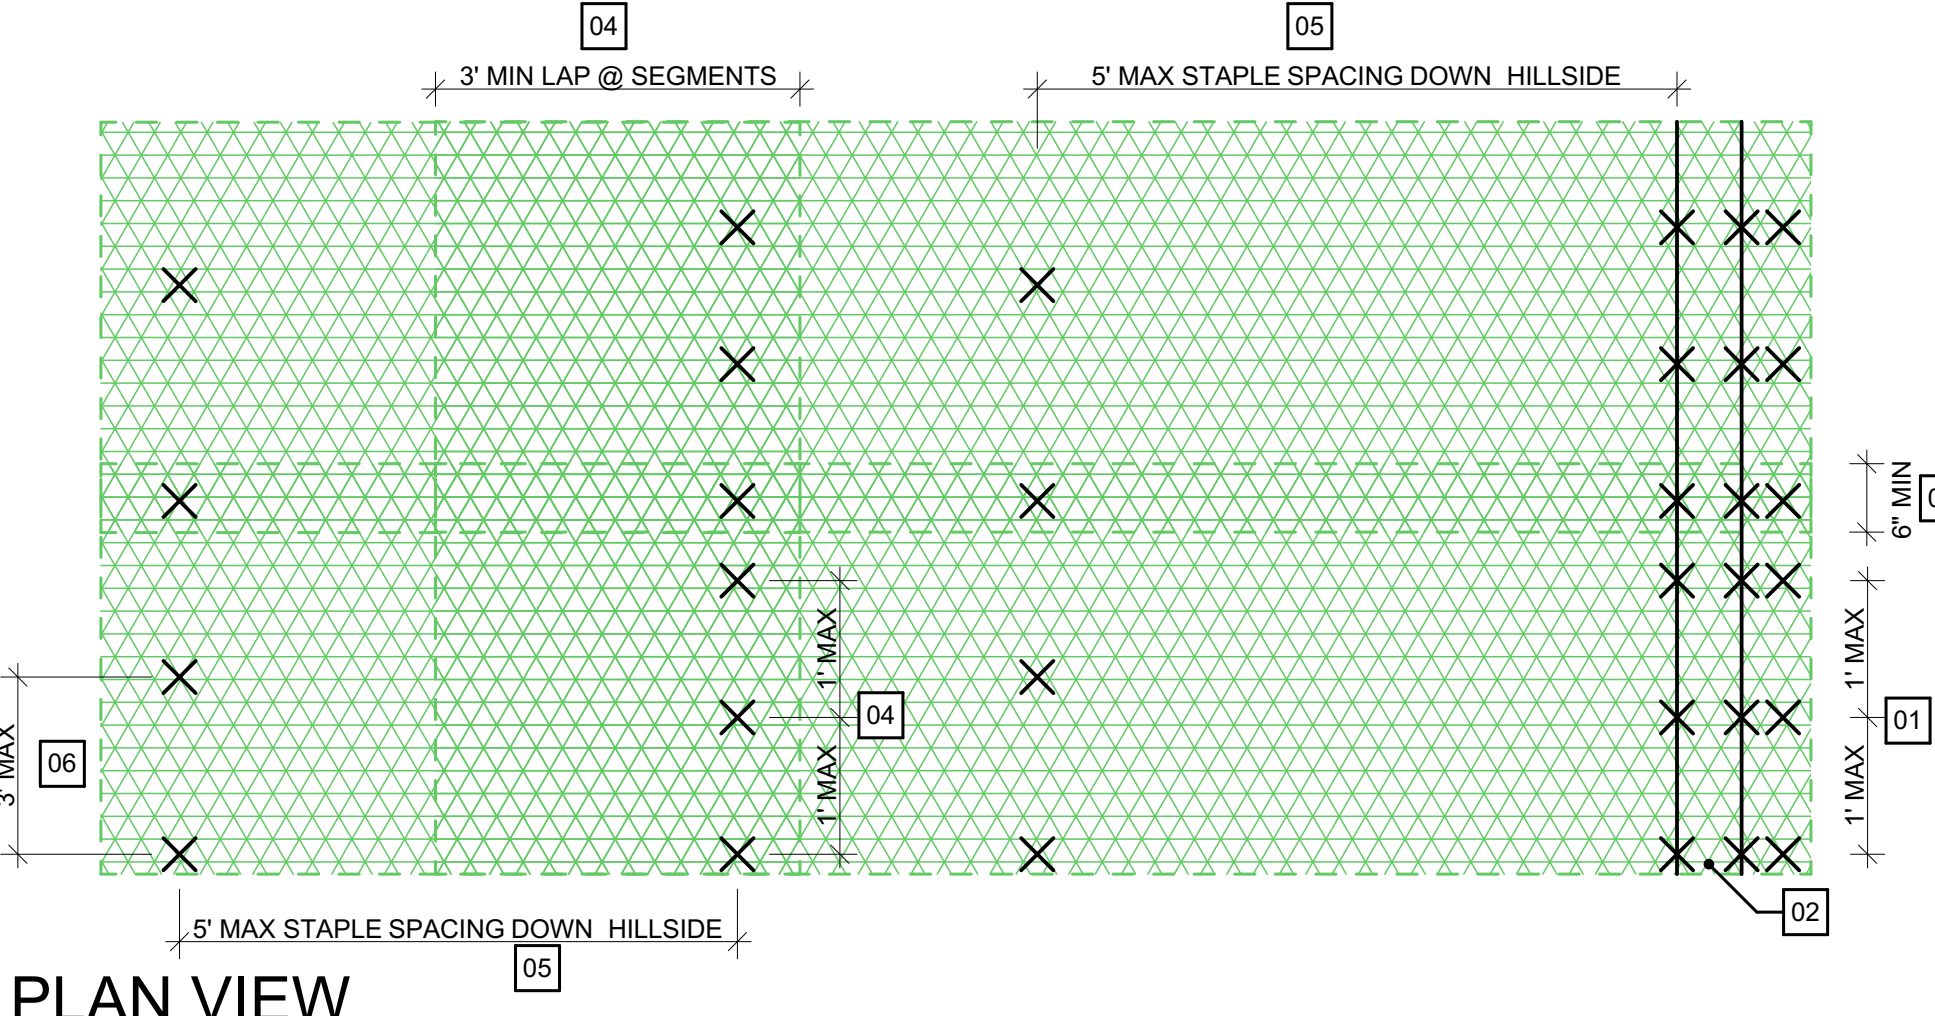 04
05
3' MIN LAP @ SEGMENTS
5' MAX STAPLE SPACING DOWN HILLSIDE
6" MIN
1' MAX
04
1' MAX
1' MAX
01
1' MAX
3' MAX
06
02
5' MAX STAPLE SPACING DOWN HILLSIDE
05
PLAN VIEW